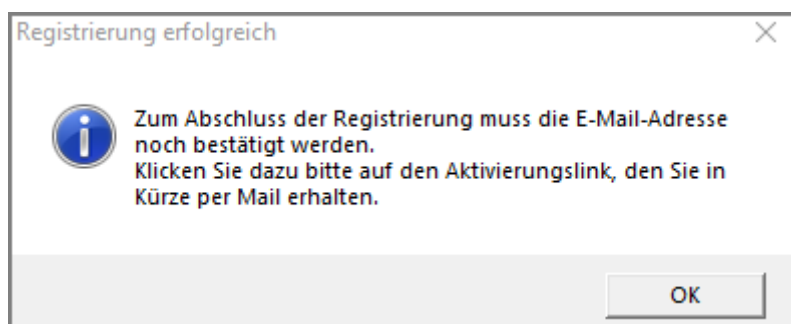 Registrierung erfolgreich
Zum Abschluss der Registrierung muss die E-Mail-Adresse
noch bestätigt werden.
Klicken Sie dazu bitte auf den Aktivierungslink, den Sie in
Kürze per Mail erhalten.
OK